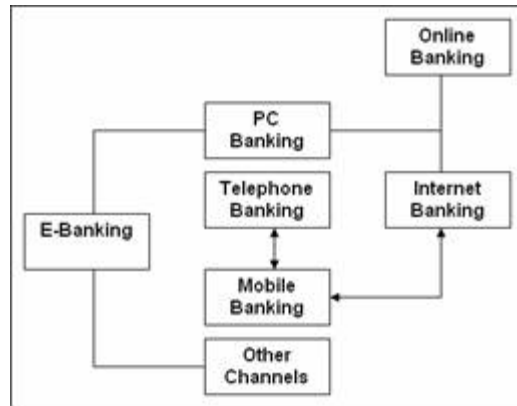 Online
Banking
PC
Banking
Telephone
Banking
Internet
Banking
E-Banking
Mobile
Banking
Other
Channels